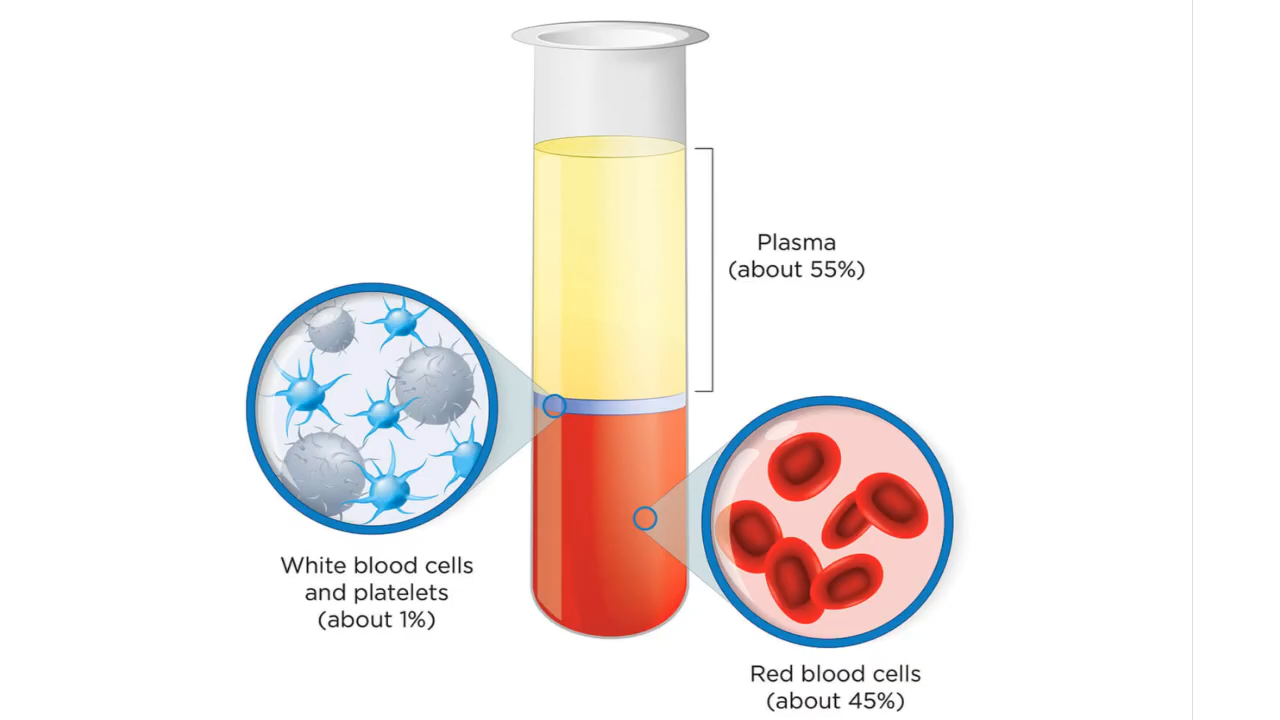 Plasma
(about 55%)
White blood cells
and platelets
(about 1%)
Red blood cells
(about 45%)